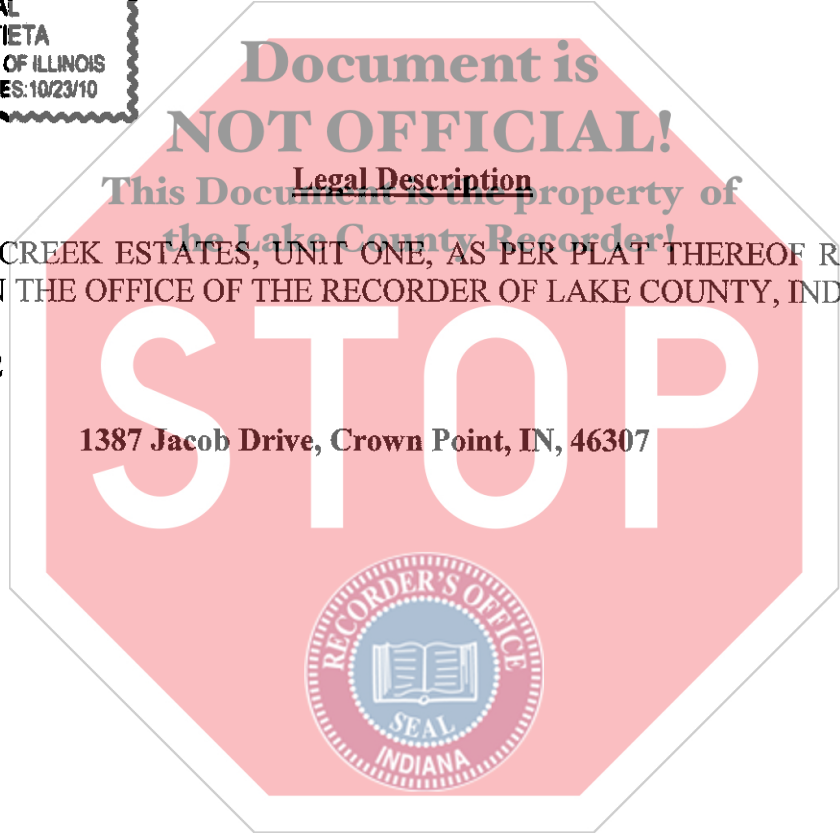 AL
IETA
OF ILLINOIS
ES:10/23/10
Document is
NOT OFFICIAL!
Legal Description
This Document is the property of
the Lake County Recorder!
CREEK ESTATES, UNIT ONE, AS PER PLAT THEREOF R
THE OFFICE OF THE RECORDER OF LAKE COUNTY, IND
STOP
1387 Jacob Drive, Crown Point, IN, 46307
RECORDER'S OFFICE
SEAL
INDIANA